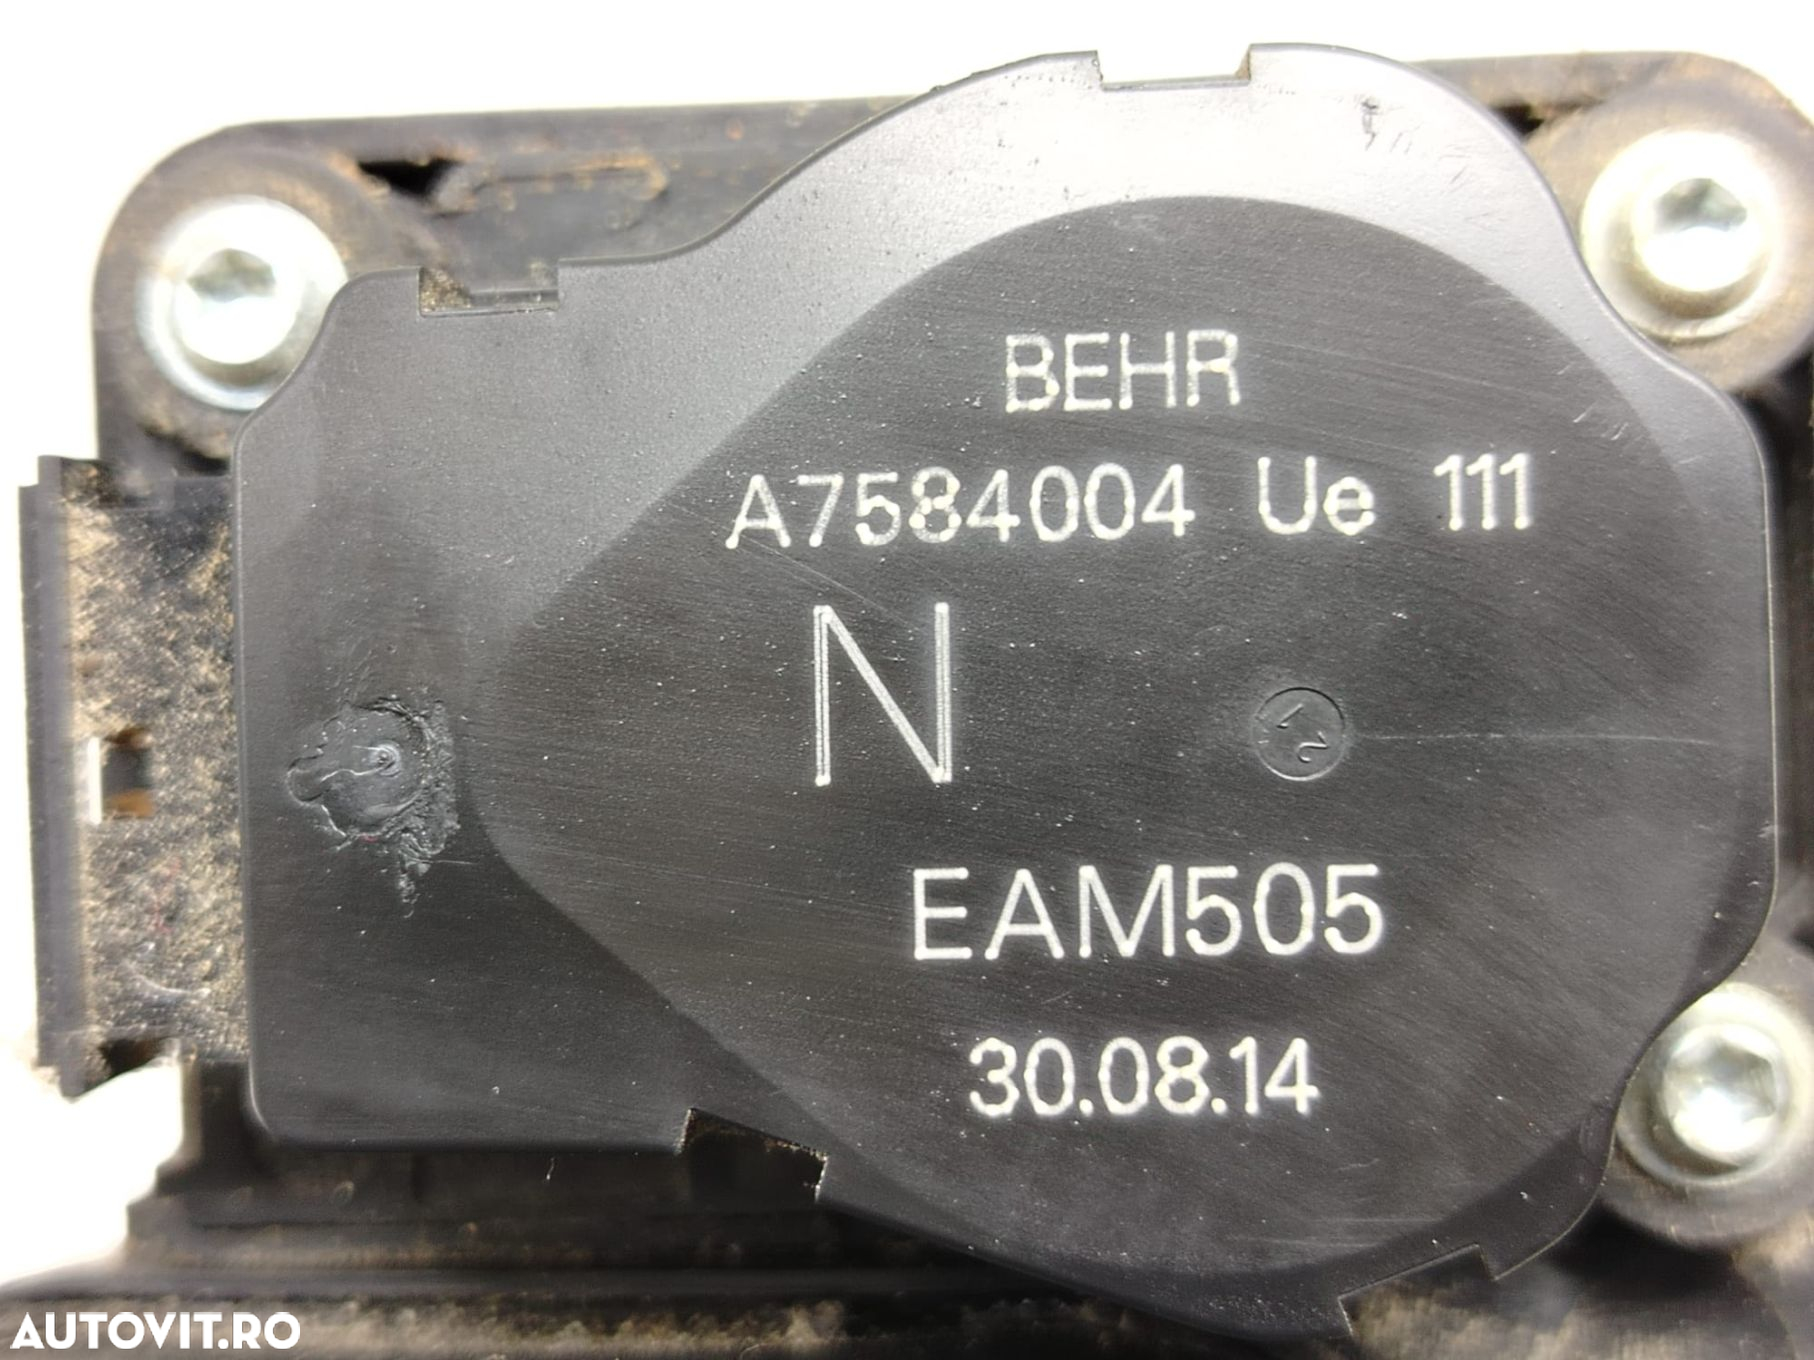 BEHR
A7584004 Ue 111
N
EAM505
30.08.14
AUTOVIT.RO